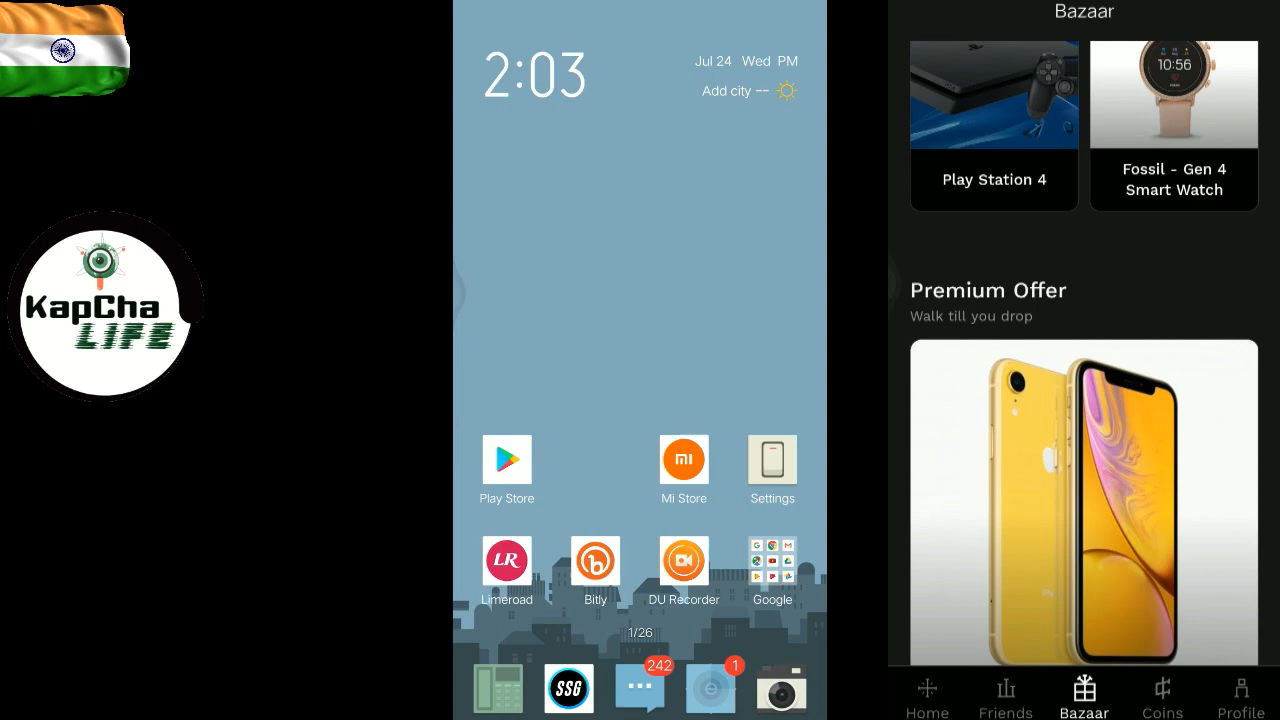 KapCha
LIFE
2:03
Jul 24 Wed PM
Add city --
Play Store
Mi Store
Settings
LR
Limeroad
Bitly
DU Recorder
Google
1/26
SSG
242
1
Bazaar
10:56
Play Station 4
Fossil - Gen 4
Smart Watch
Premium Offer
Walk till you drop
Home
Friends
Bazaar
Coins
Profile